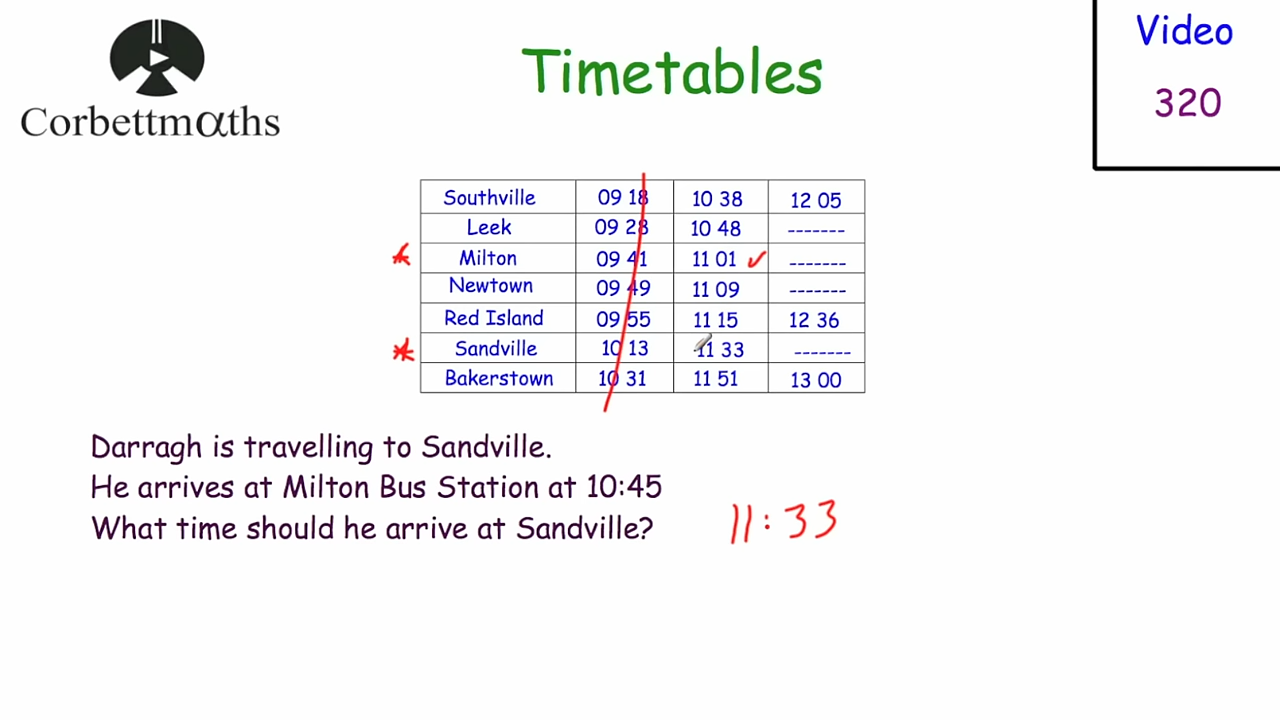 Corbettmαths
Timetables
Video
320
Southville 09 18 10 38 12 05
Leek 09 28 10 48 -------
Milton 09 41 11 01 ✓ -------
Newtown 09 49 11 09 -------
Red Island 09 55 11 15 12 36
Sandville 10 13 11 33 -------
Bakerstown 10 31 11 51 13 00
Darragh is travelling to Sandville.
He arrives at Milton Bus Station at 10:45
What time should he arrive at Sandville? 11:33